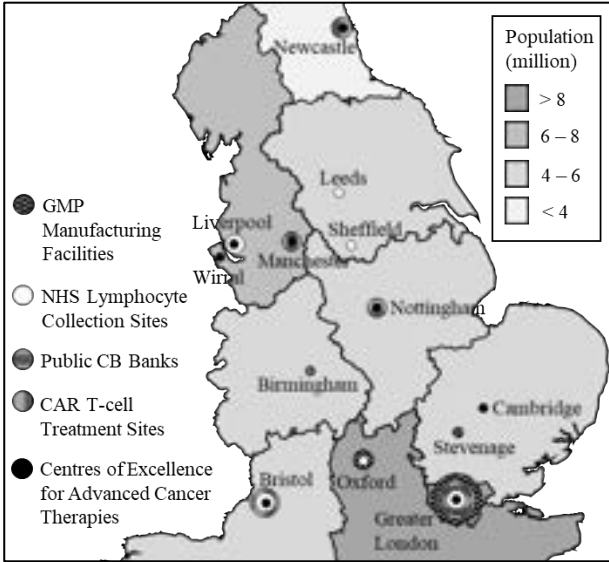 Newcastle
Population
(million)
> 8
6 – 8
4 – 6
< 4
Leeds
GMP
Manufacturing
Facilities
Liverpool
Sheffield
Manchester
Wirral
NHS Lymphocyte
Collection Sites
Nottingham
Public CB Banks
Birmingham
CAR T-cell
Treatment Sites
Cambridge
Stevenage
Centres of Excellence
for Advanced Cancer
Therapies
Bristol
Oxford
Greater
London